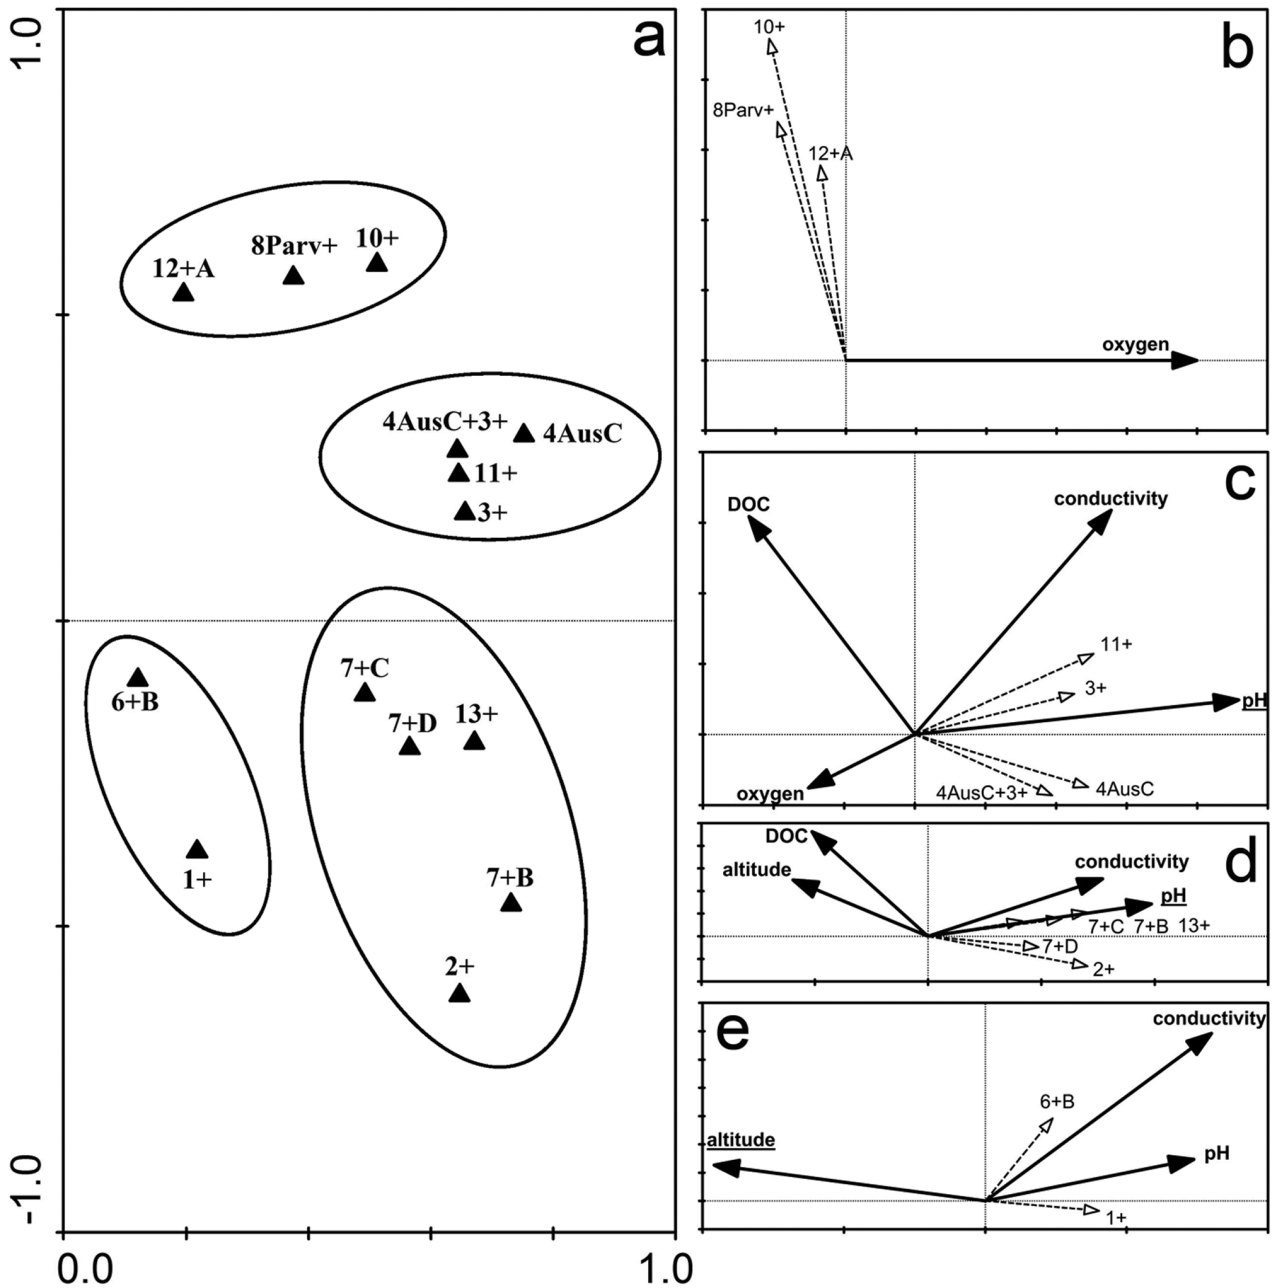 1.0
a
12+A
8Parv+
10+
4AusC+3+
4AusC
11+
3+
7+C
6+B
7+D
13+
1+
7+B
2+
-1.0
0.0
1.0
b
10+
8Parv+
12+A
oxygen
c
DOC
conductivity
11+
3+
pH
oxygen
4AusC+3+
4AusC
d
DOC
altitude
conductivity
pH
7+C 7+B 13+
7+D
2+
e
conductivity
6+B
altitude
pH
1+